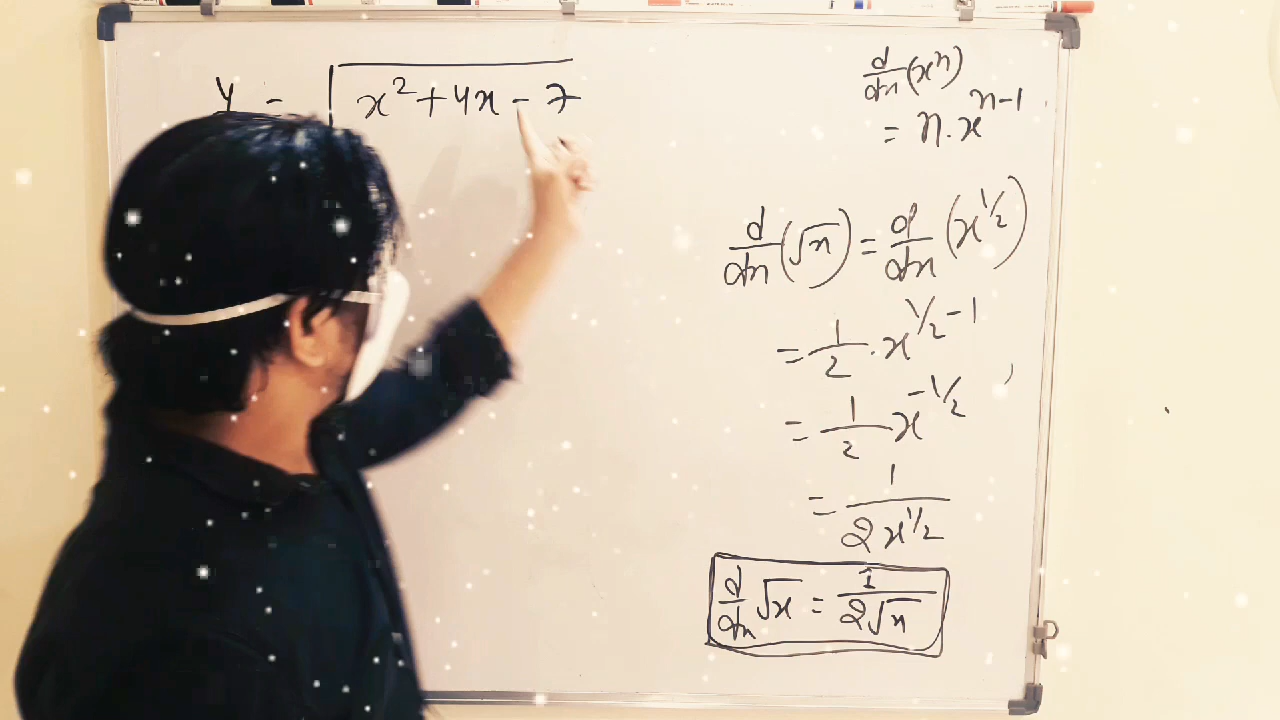 y = √x² + 4x - 7
d/dx (xⁿ)
= n · xⁿ⁻¹
d/dx (√x) = d/dx (x^1/2)
= 1/2 · x^1/2 - 1
= 1/2 x^-1/2
= 1/2x^1/2
d/dx √x = 1/2√x